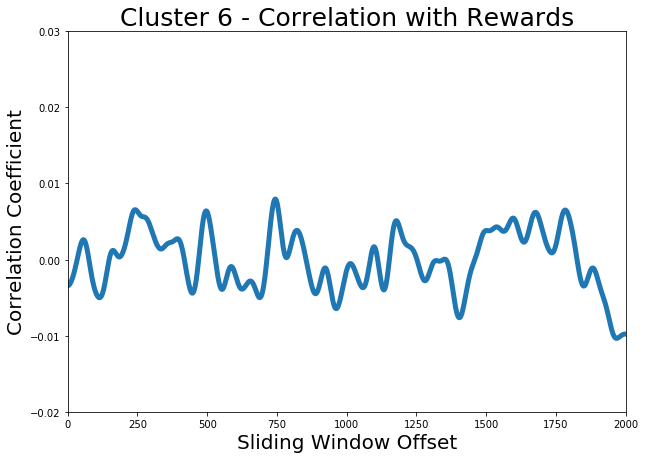 Cluster 6 - Correlation with Rewards
Correlation Coefficient
0.03
0.02
0.01
0.00
−0.01
−0.02
0 250 500 750 1000 1250 1500 1750 2000
Sliding Window Offset